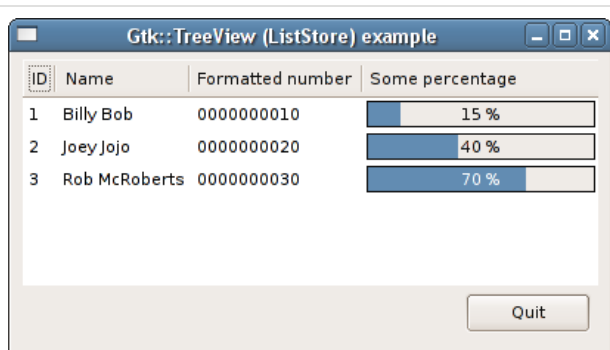 Gtk::TreeView (ListStore) example
ID Name Formatted number Some percentage
1 Billy Bob 0000000010 15 %
2 Joey Jojo 0000000020 40 %
3 Rob McRoberts 0000000030 70 %
Quit